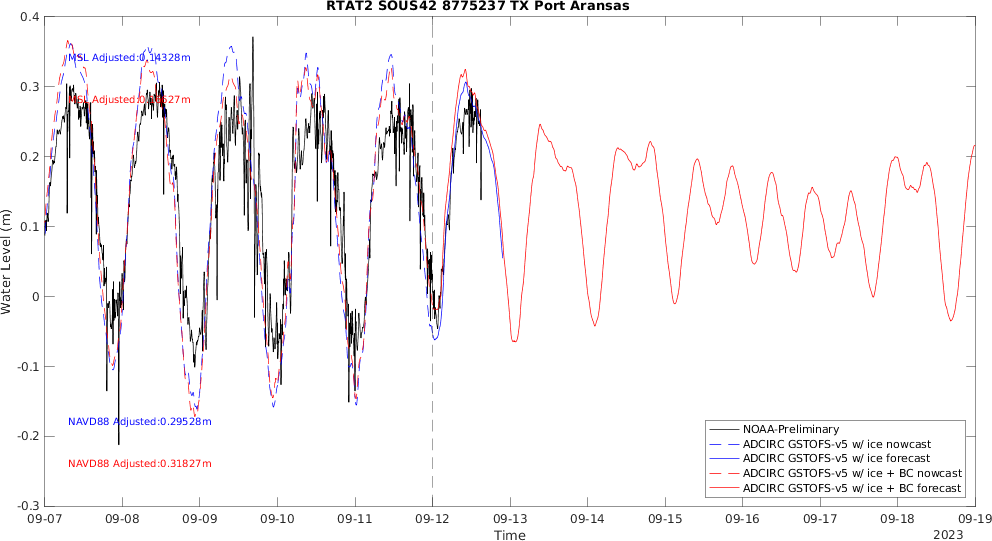 RTAT2 SOUS42 8775237 TX Port Aransas
0.4
0.3
0.2
0.1
0
-0.1
-0.2
-0.3
Water Level (m)
MSL Adjusted:0.14328m
MSL Adjusted:
NAVD88 Adjusted:0.29528m
NAVD88 Adjusted:0.31827m
NOAA-Preliminary
ADCIRC GSTOFS-v5 w/ ice nowcast
ADCIRC GSTOFS-v5 w/ ice forecast
ADCIRC GSTOFS-v5 w/ ice + BC nowcast
ADCIRC GSTOFS-v5 w/ ice + BC forecast
09-07 09-08 09-09 09-10 09-11 09-12 09-13 09-14 09-15 09-16 09-17 09-18 09-19
Time
2023